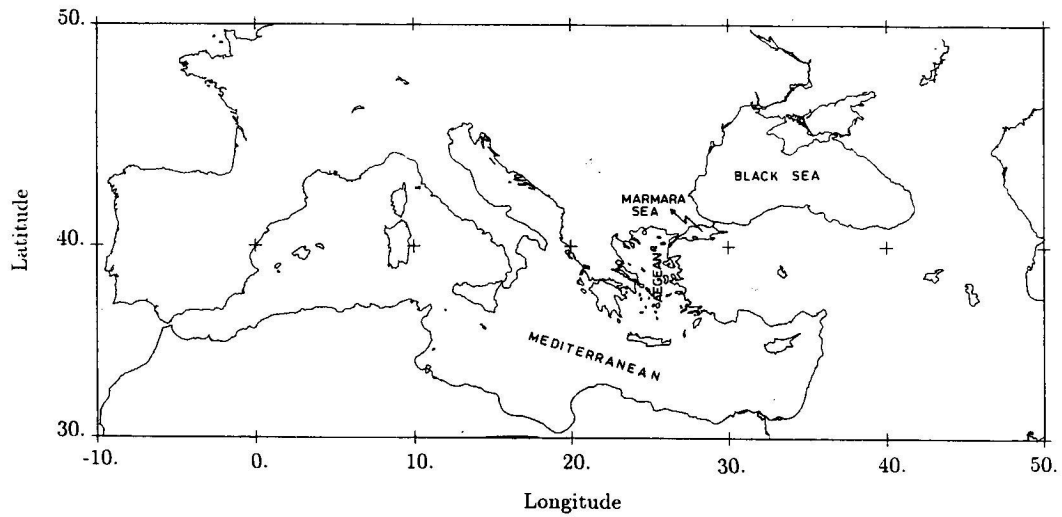 50.
BLACK SEA
MARMARA
SEA
Latitude
40.
AEGEAN
MEDITERRANEAN
30.
-10.
0.
10.
20.
30.
40.
50.
Longitude